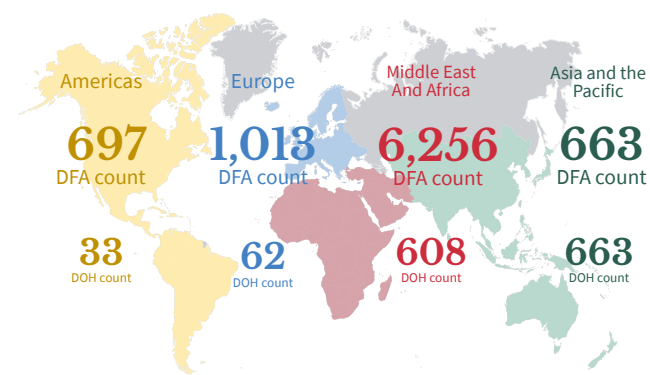 Americas
697
DFA count
33
DOH count
Europe
1,013
DFA count
62
DOH count
Middle East
And Africa
6,256
DFA count
608
DOH count
Asia and the
Pacific
663
DFA count
663
DOH count